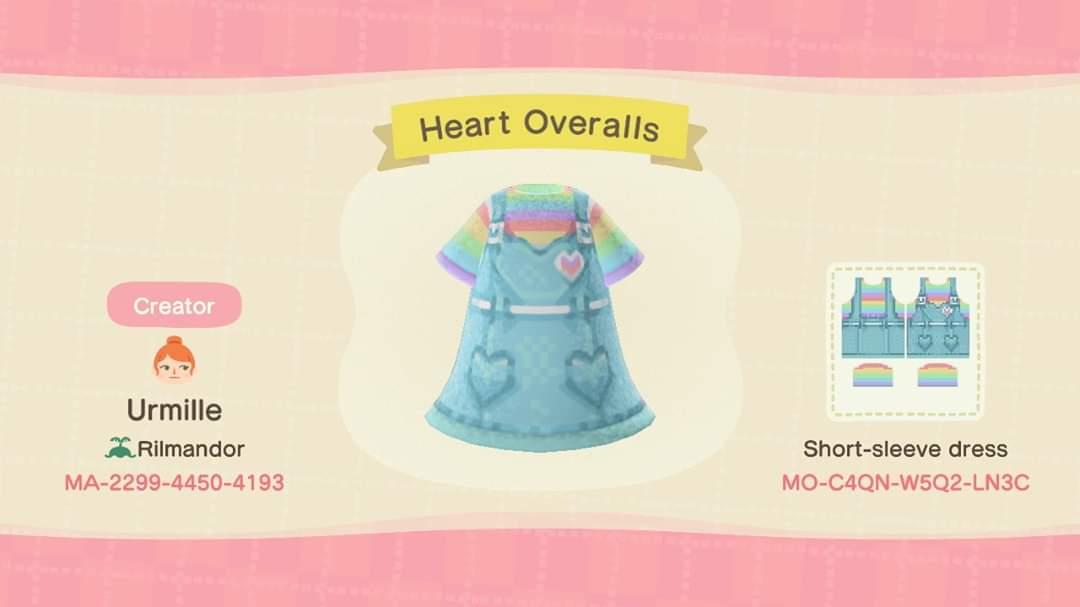 Heart Overalls
Creator
Urmille
Rilmandor
MA-2299-4450-4193
Short-sleeve dress
MO-C4QN-W5Q2-LN3C